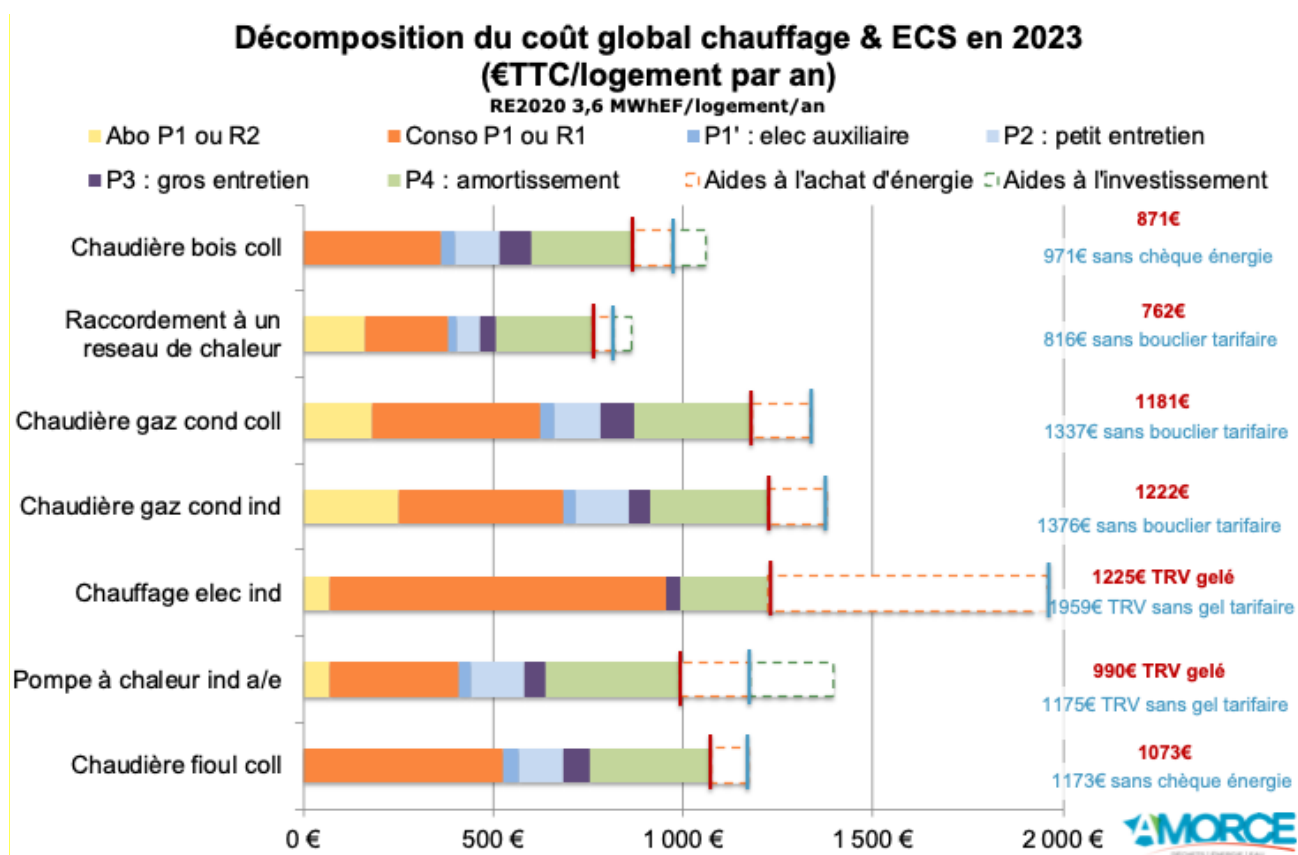 Décomposition du coût global chauffage & ECS en 2023
(€TTC/logement par an)
RE2020 3,6 MWhEF/logement/an
Abo P1 ou R2 Conso P1 ou R1 P1' : elec auxiliaire P2 : petit entretien
P3 : gros entretien P4 : amortissement Aides à l'achat d'énergie Aides à l'investissement
Chaudière bois coll
871€
971€ sans chèque énergie
Raccordement à un
reseau de chaleur
762€
816€ sans bouclier tarifaire
Chaudière gaz cond coll
1181€
1337€ sans bouclier tarifaire
Chaudière gaz cond ind
1222€
1376€ sans bouclier tarifaire
Chauffage elec ind
1225€ TRV gelé
1959€ TRV sans gel tarifaire
Pompe à chaleur ind a/e
990€ TRV gelé
1175€ TRV sans gel tarifaire
Chaudière fioul coll
1073€
1173€ sans chèque énergie
0 € 500 € 1 000 € 1 500 € 2 000 €
AMORCE